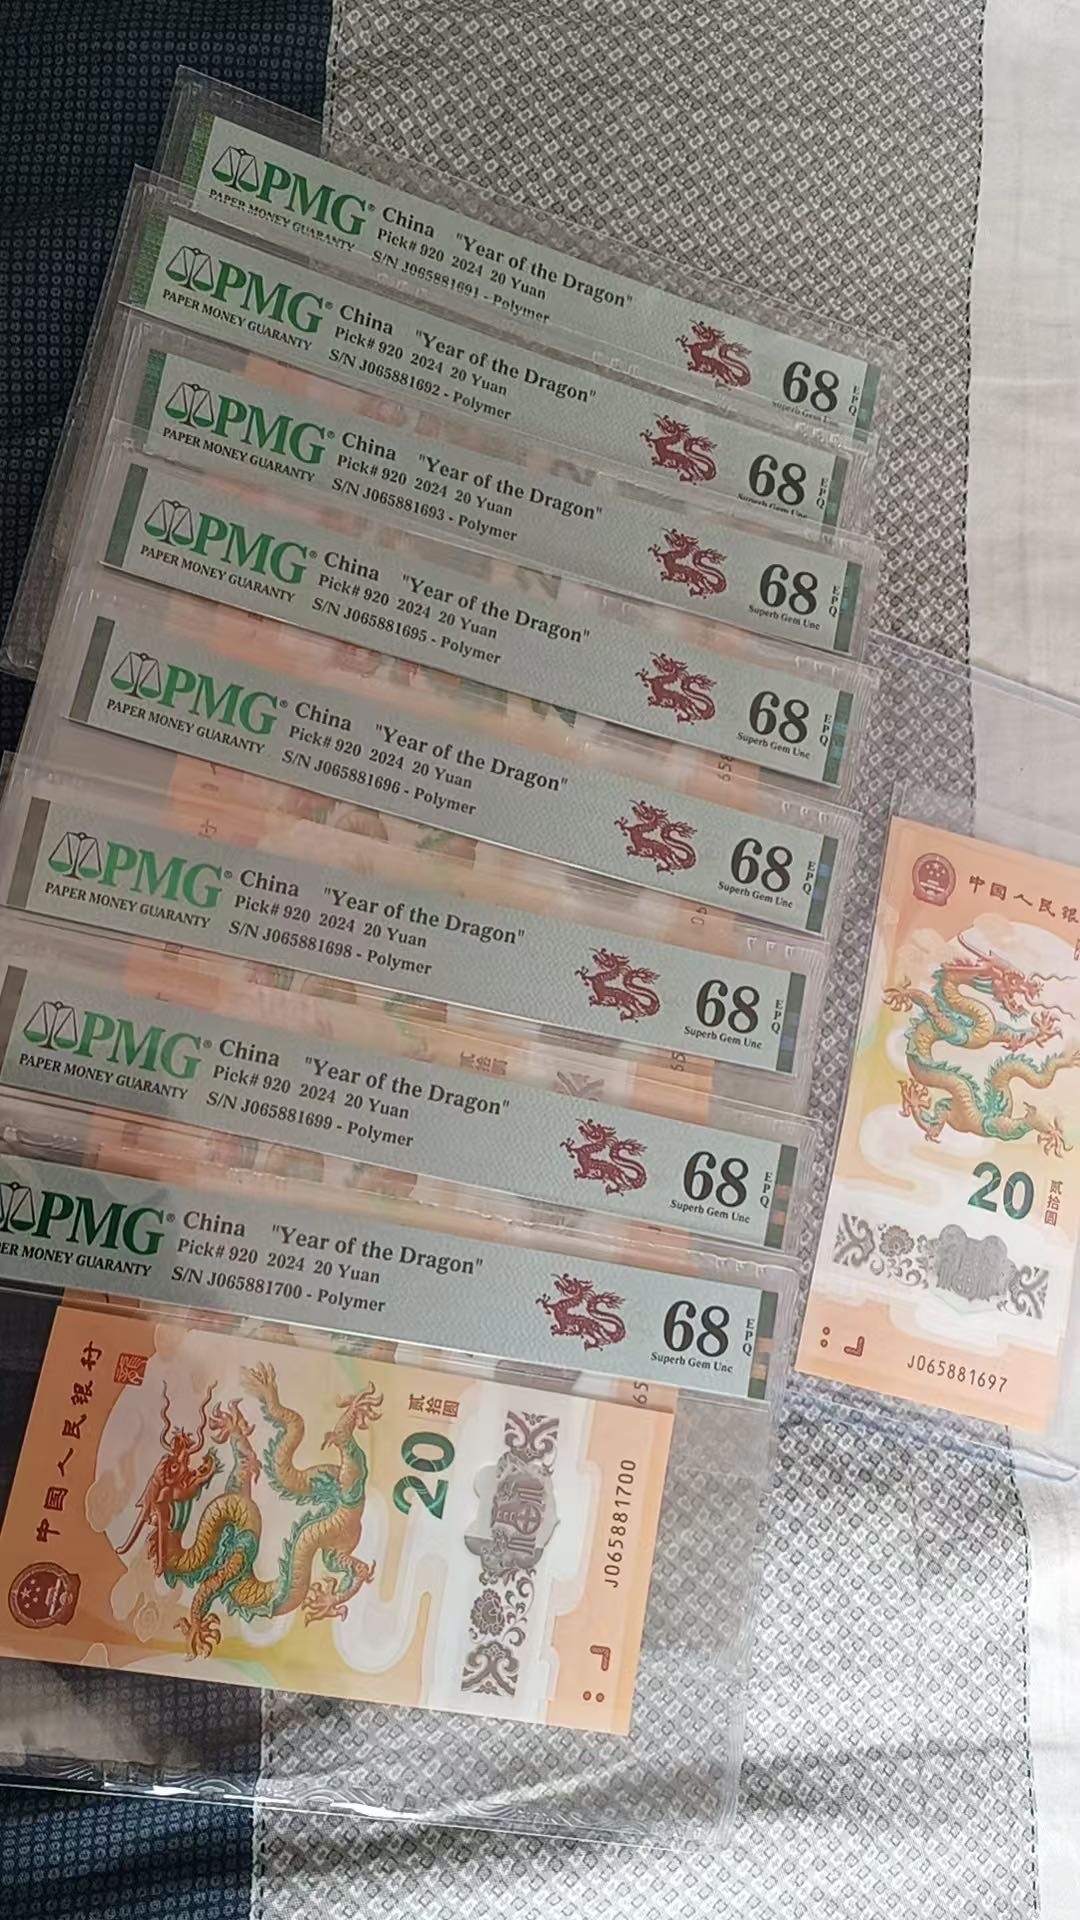 PMG®
PAPER MONEY GUARANTY
China "Year of the Dragon"
Pick# 920 2024 20 Yuan
S/N J065881691 - Polymer
68
EPQ
PMG®
PAPER MONEY GUARANTY
China "Year of the Dragon"
Pick# 920 2024 20 Yuan
S/N J065881692 - Polymer
68
EPQ
Superb Gem Unc
PMG®
PAPER MONEY GUARANTY
China "Year of the Dragon"
Pick# 920 2024 20 Yuan
S/N J065881693 - Polymer
68
EPQ
Superb Gem Unc
PMG®
PAPER MONEY GUARANTY
China "Year of the Dragon"
Pick# 920 2024 20 Yuan
S/N J065881695 - Polymer
68
EPQ
Superb Gem Unc
PMG®
PAPER MONEY GUARANTY
China "Year of the Dragon"
Pick# 920 2024 20 Yuan
S/N J065881696 - Polymer
68
EPQ
Superb Gem Unc
PMG®
PAPER MONEY GUARANTY
China "Year of the Dragon"
Pick# 920 2024 20 Yuan
S/N J065881698 - Polymer
68
EPQ
Superb Gem Unc
贰拾圆
PMG®
PAPER MONEY GUARANTY
China "Year of the Dragon"
Pick# 920 2024 20 Yuan
S/N J065881699 - Polymer
68
EPQ
Superb Gem Unc
PMG®
ER MONEY GUARANTY
China "Year of the Dragon"
Pick# 920 2024 20 Yuan
S/N J065881700 - Polymer
68
EPQ
Superb Gem Unc
中国人民银行
20
贰拾圆
J065881700
中国人民银
20
贰拾圆
J065881697